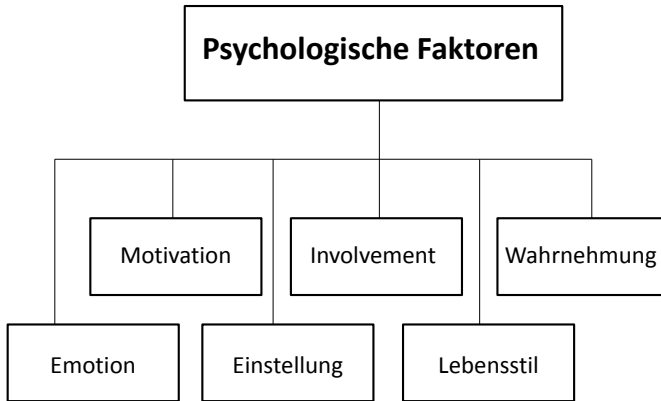 Psychologische Faktoren
Motivation
Involvement
Wahrnehmung
Emotion
Einstellung
Lebensstil